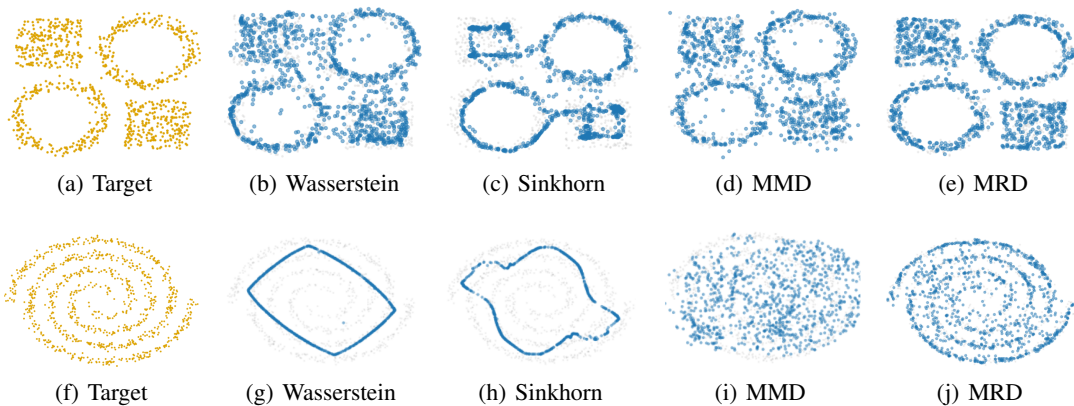 (a) Target (b) Wasserstein (c) Sinkhorn (d) MMD (e) MRD
(f) Target (g) Wasserstein (h) Sinkhorn (i) MMD (j) MRD